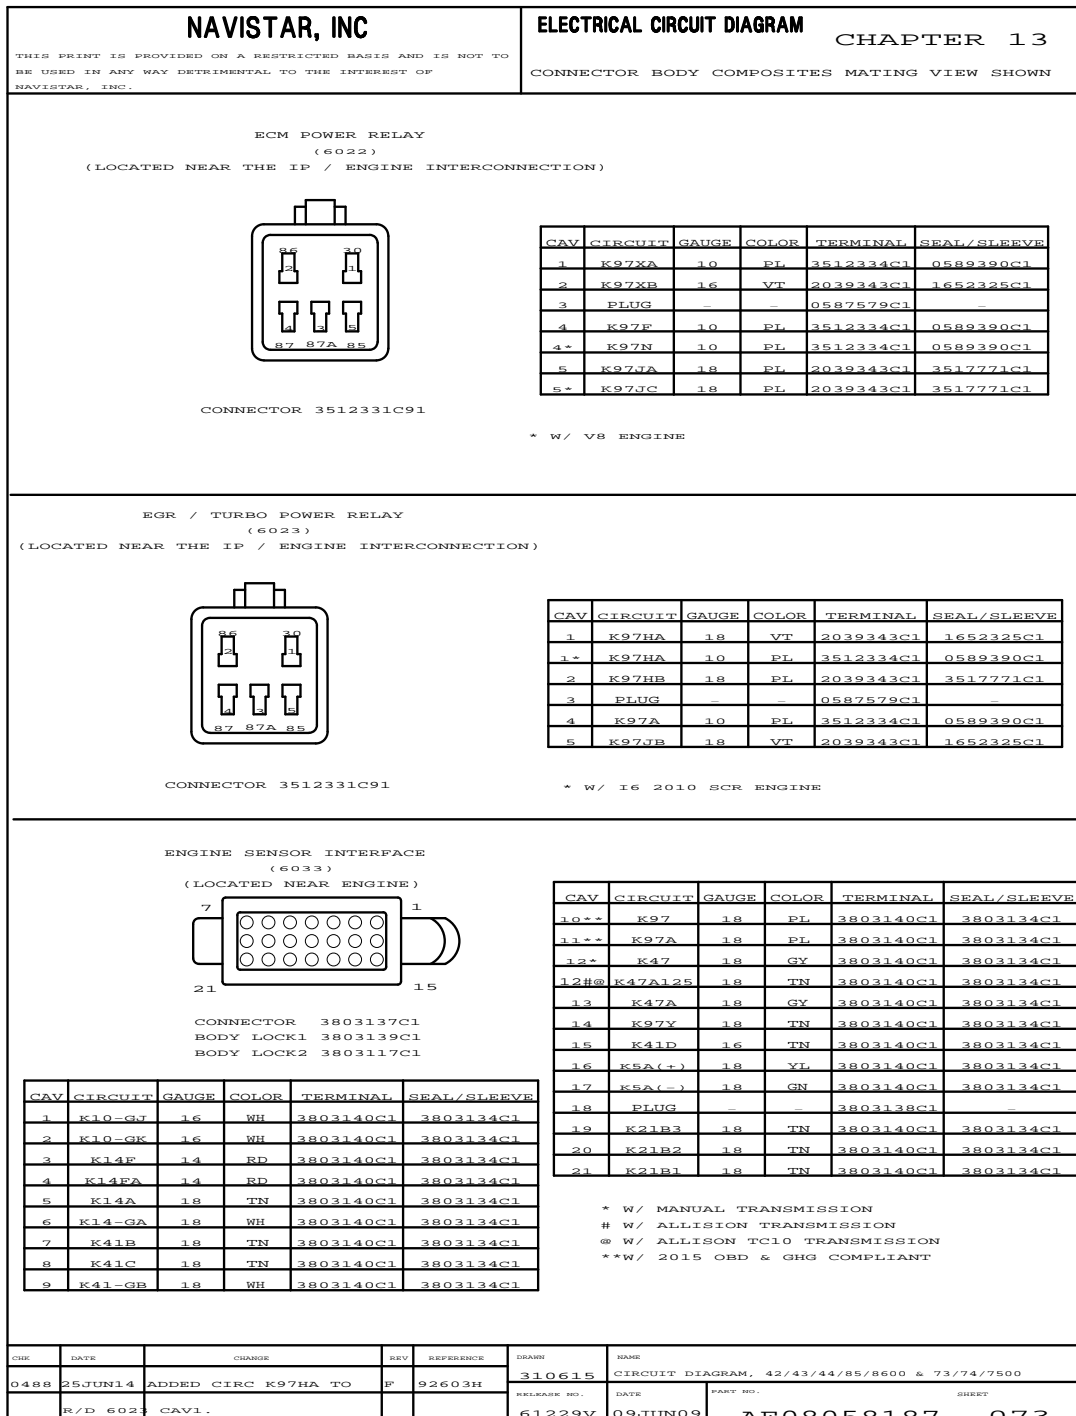 NAVISTAR, INC
THIS PRINT IS PROVIDED ON A RESTRICTED BASIS AND IS NOT TO
BE USED IN ANY WAY DETRIMENTAL TO THE INTEREST OF
NAVISTAR, INC.
ELECTRICAL CIRCUIT DIAGRAM
CHAPTER 13
CONNECTOR BODY COMPOSITES MATING VIEW SHOWN
ECM POWER RELAY
(6022)
(LOCATED NEAR THE IP / ENGINE INTERCONNECTION)
86 30
2 1
4 3 5
87 87A 85
CONNECTOR 3512331C91
CAV CIRCUIT GAUGE COLOR TERMINAL SEAL/SLEEVE
1 K97XA 10 PL 3512334C1 0589390C1
2 K97XB 16 VT 2039343C1 1652325C1
3 PLUG – – 0587579C1 –
4 K97F 10 PL 3512334C1 0589390C1
4* K97N 10 PL 3512334C1 0589390C1
5 K97JA 18 PL 2039343C1 3517771C1
5* K97JC 18 PL 2039343C1 3517771C1
* W/ V8 ENGINE
EGR / TURBO POWER RELAY
(6023)
(LOCATED NEAR THE IP / ENGINE INTERCONNECTION)
86 30
2 1
4 3 5
87 87A 85
CONNECTOR 3512331C91
CAV CIRCUIT GAUGE COLOR TERMINAL SEAL/SLEEVE
1 K97HA 18 VT 2039343C1 1652325C1
1* K97HA 10 PL 3512334C1 0589390C1
2 K97HB 18 PL 2039343C1 3517771C1
3 PLUG – – 0587579C1 –
4 K97A 10 PL 3512334C1 0589390C1
5 K97JB 18 VT 2039343C1 1652325C1
* W/ I6 2010 SCR ENGINE
ENGINE SENSOR INTERFACE
(6033)
(LOCATED NEAR ENGINE)
7 1
21 15
CONNECTOR 3803137C1
BODY LOCK1 3803139C1
BODY LOCK2 3803117C1
CAV CIRCUIT GAUGE COLOR TERMINAL SEAL/SLEEVE
1 K10–GJ 16 WH 3803140C1 3803134C1
2 K10–GK 16 WH 3803140C1 3803134C1
3 K14F 14 RD 3803140C1 3803134C1
4 K14FA 14 RD 3803140C1 3803134C1
5 K14A 18 TN 3803140C1 3803134C1
6 K14–GA 18 WH 3803140C1 3803134C1
7 K41B 18 TN 3803140C1 3803134C1
8 K41C 18 TN 3803140C1 3803134C1
9 K41–GB 18 WH 3803140C1 3803134C1
CAV CIRCUIT GAUGE COLOR TERMINAL SEAL/SLEEVE
10** K97 18 PL 3803140C1 3803134C1
11** K97A 18 PL 3803140C1 3803134C1
12* K47 18 GY 3803140C1 3803134C1
12#@ K47A125 18 TN 3803140C1 3803134C1
13 K47A 18 GY 3803140C1 3803134C1
14 K97Y 18 TN 3803140C1 3803134C1
15 K41D 16 TN 3803140C1 3803134C1
16 K5A(+) 18 YL 3803140C1 3803134C1
17 K5A(–) 18 GN 3803140C1 3803134C1
18 PLUG – – 3803138C1 –
19 K21B3 18 TN 3803140C1 3803134C1
20 K21B2 18 TN 3803140C1 3803134C1
21 K21B1 18 TN 3803140C1 3803134C1
* W/ MANUAL TRANSMISSION
# W/ ALLISION TRANSMISSION
@ W/ ALLISON TC10 TRANSMISSION
**W/ 2015 OBD & GHG COMPLIANT
CHK DATE CHANGE REV REFERENCE
0488 25JUN14 ADDED CIRC K97HA TO F 92603H
R/D 6023 CAV1.
DRAWN NAME
310615 CIRCUIT DIAGRAM, 42/43/44/85/8600 & 73/74/7500
RELEASE NO. DATE PART NO. SHEET
61229V 09JUN09 AE08058187 073